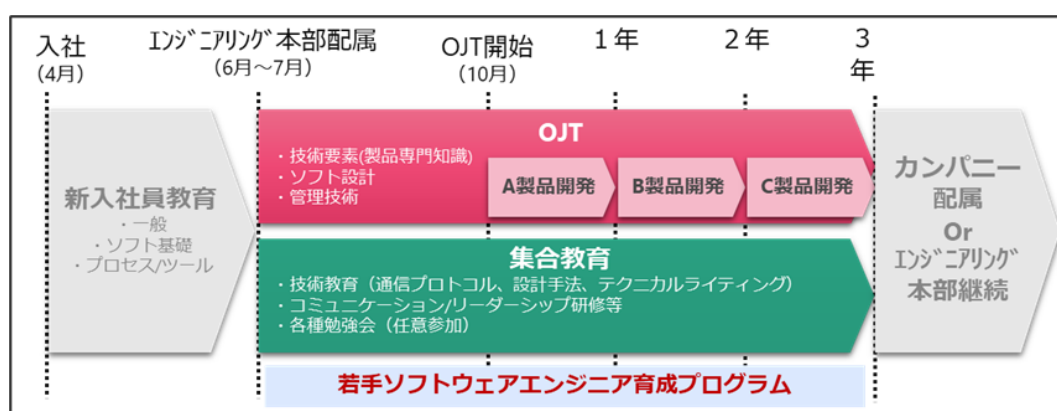 入社
(4月)
ｴﾝｼﾞﾆｱﾘﾝｸﾞ本部配属
(6月～7月)
OJT開始
(10月)
１年
２年
３
年
新入社員教育
・一般
・ソフト基礎
・プロセス/ツール
OJT
・技術要素(製品専門知識)
・ソフト設計
・管理技術
A製品開発
B製品開発
C製品開発
集合教育
・技術教育（通信プロトコル、設計手法、テクニカルライティング）
・コミュニケーション/リーダーシップ研修等
・各種勉強会（任意参加）
カンパニー
配属
Or
ｴﾝｼﾞﾆｱﾘﾝｸﾞ
本部継続
若手ソフトウェアエンジニア育成プログラム